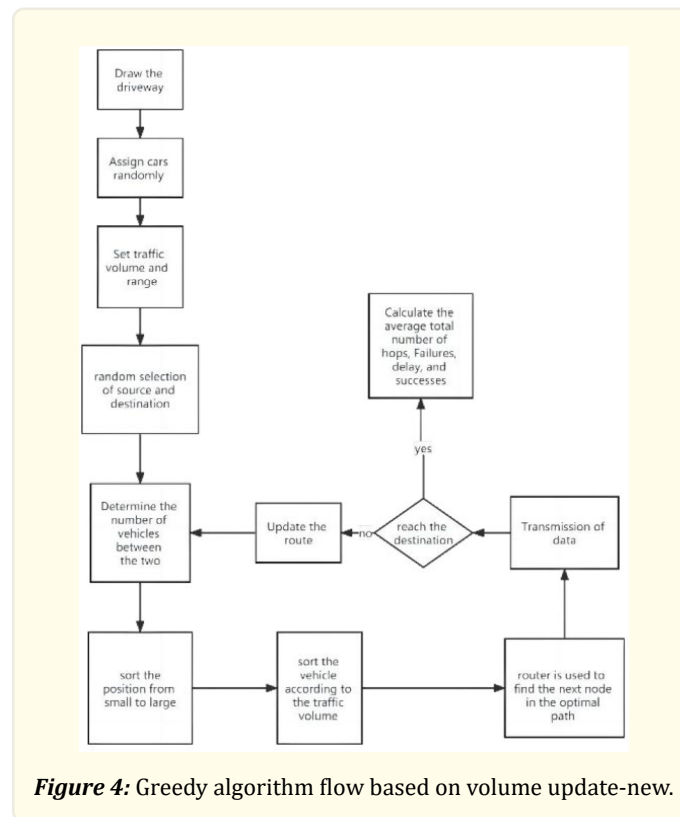 Draw the
driveway
Assign cars
randomly
Set traffic
volume and
range
random selection
of source and
destination
Determine the
number of
vehicles
between
the two
sort the
position from
small to large
sort the
vehicle
according to
the traffic
volume
router is used to
find the next node
in the optimal
path
Transmission of
data
reach the
destination
no
Update the
route
yes
Calculate the
average total
number of
hops, Failures,
delay, and
successes
Figure 4: Greedy algorithm flow based on volume update-new.